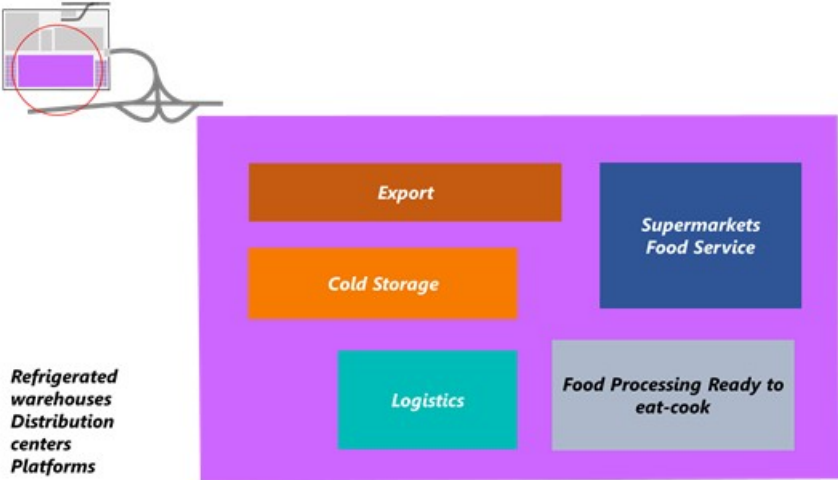 Export
Supermarkets
Food Service
Cold Storage
Logistics
Food Processing Ready to
eat-cook
Refrigerated
warehouses
Distribution
centers
Platforms